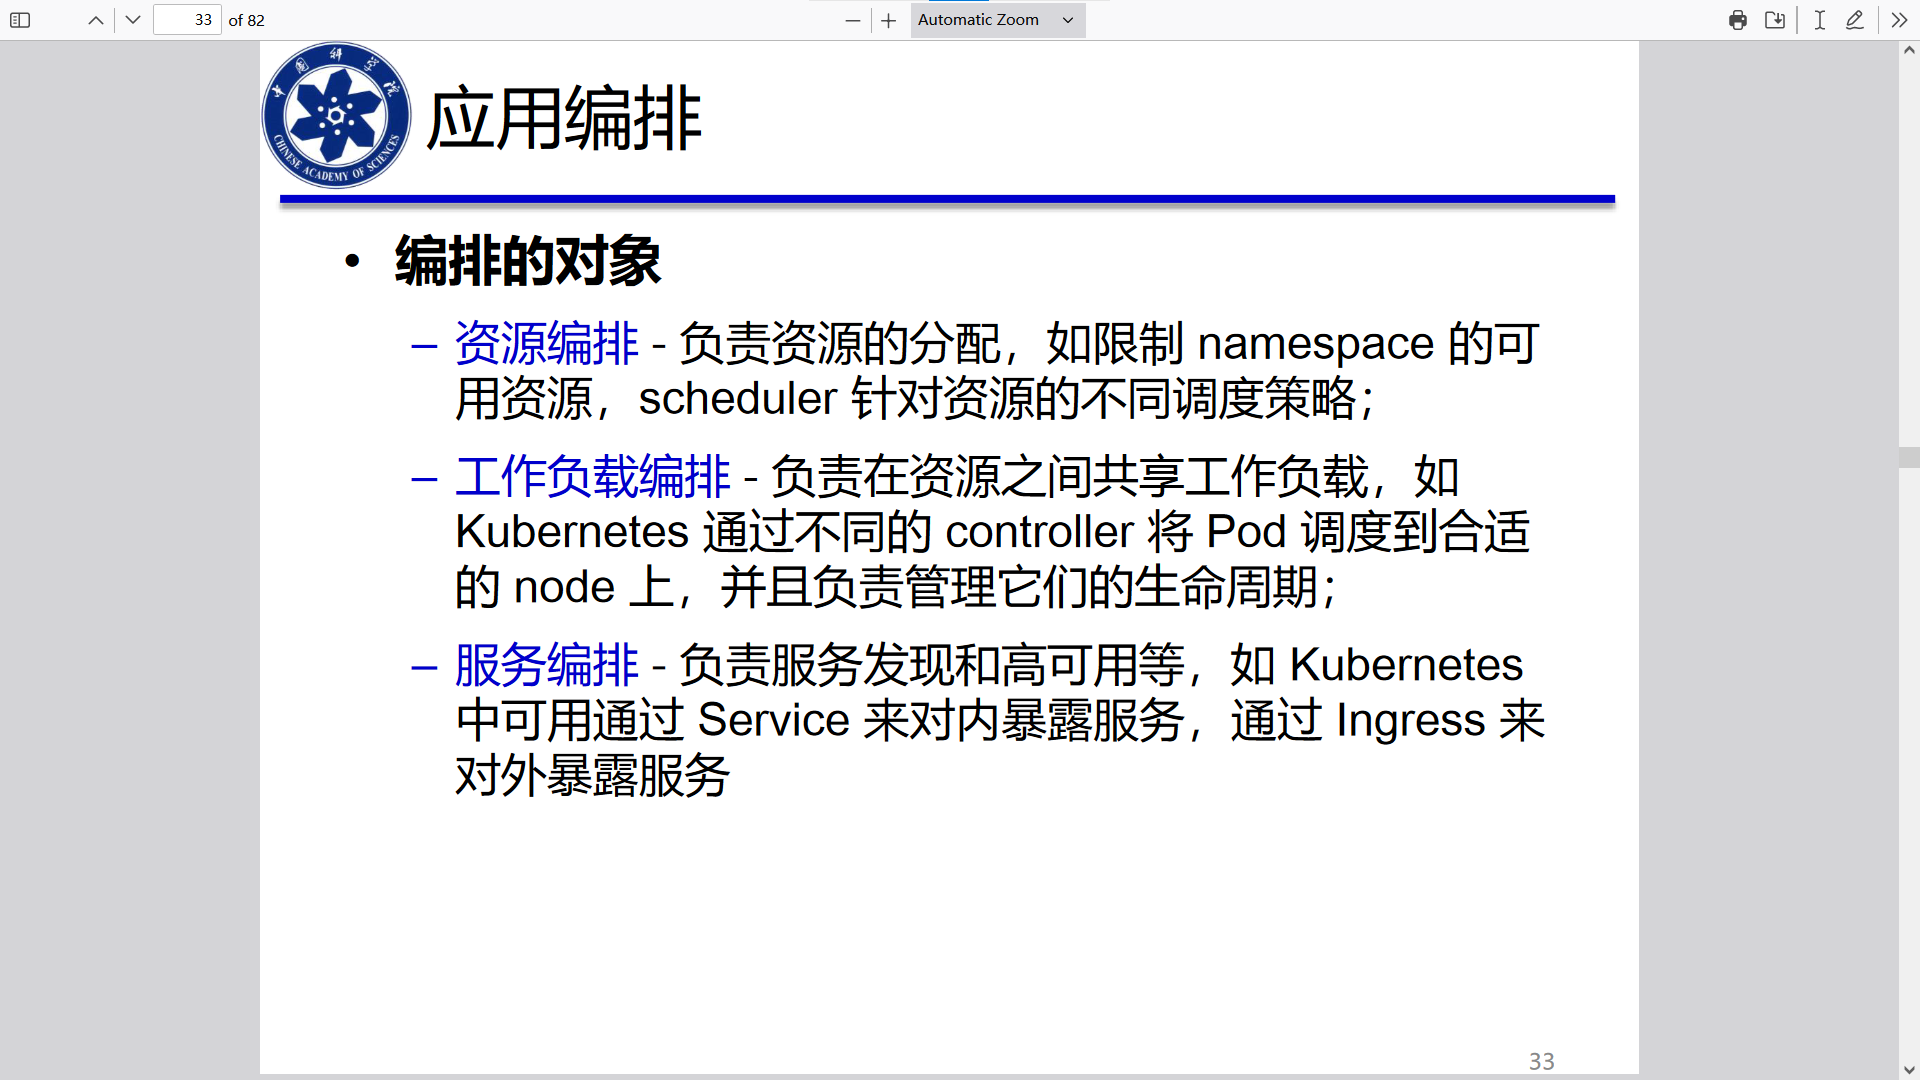 33 of 82
Automatic Zoom
中国科学院
CHINESE ACADEMY OF SCIENCES
应用编排
• 编排的对象
– 资源编排 - 负责资源的分配，如限制 namespace 的可
用资源，scheduler 针对资源的不同调度策略；
– 工作负载编排 - 负责在资源之间共享工作负载，如
Kubernetes 通过不同的 controller 将 Pod 调度到合适
的 node 上，并且负责管理它们的生命周期；
– 服务编排 - 负责服务发现和高可用等，如 Kubernetes
中可用通过 Service 来对内暴露服务，通过 Ingress 来
对外暴露服务
33